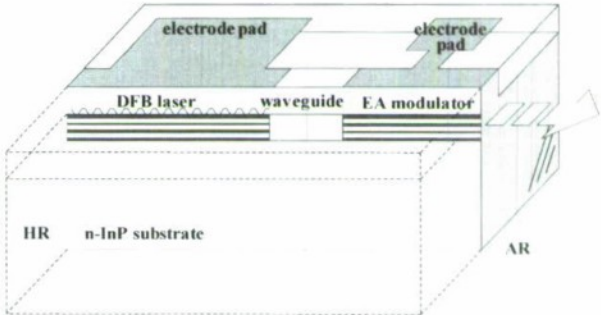 electrode pad
electrode
pad
DFB laser
waveguide
EA modulator
HR
n-InP substrate
AR